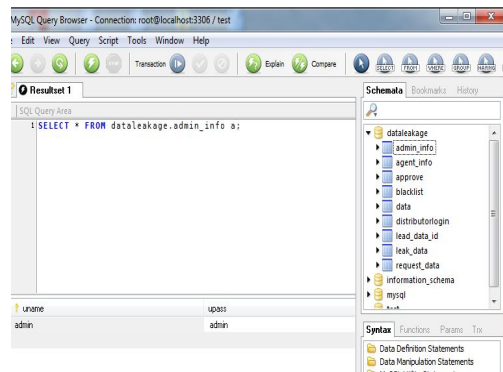 MySQL Query Browser - Connection: root@localhost:3306 / test
Edit View Query Script Tools Window Help
Transaction Explain Compare SELECT FROM WHERE GROUP HAVING
Resultset 1
SQL Query Area
1 SELECT * FROM dataleakage.admin_info a;
uname upass
admin admin
Schemata Bookmarks History
dataleakage
admin_info
agent_info
approve
blacklist
data
distributorlogin
lead_data_id
leak_data
request_data
information_schema
mysql
Syntax Functions Params Trx
Data Definition Statements
Data Manipulation Statements